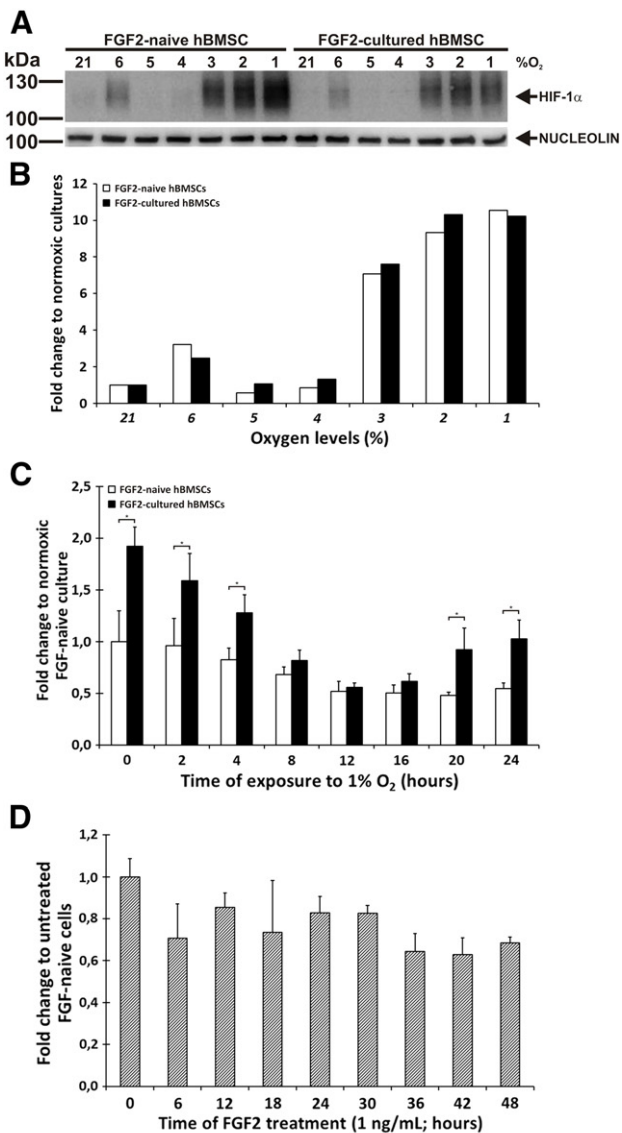 A
FGF2-naive hBMSC FGF2-cultured hBMSC
kDa 21 6 5 4 3 2 1 21 6 5 4 3 2 1 %O₂
130
HIF-1α
100
100 NUCLEOLIN
B
12
10
8
6
4
2
0
Fold change to normoxic cultures
FGF2-naive hBMSCs
FGF2-cultured hBMSCs
21 6 5 4 3 2 1
Oxygen levels (%)
C
2,5
2,0
1,5
1,0
0,5
0,0
Fold change to normoxic
FGF-naive culture
FGF2-naive hBMSCs
FGF2-cultured hBMSCs
* * * * *
0 2 4 8 12 16 20 24
Time of exposure to 1% O₂ (hours)
D
1,2
1,0
0,8
0,6
0,4
0,2
0,0
Fold change to untreated
FGF-naive cells
0 6 12 18 24 30 36 42 48
Time of FGF2 treatment (1 ng/mL; hours)